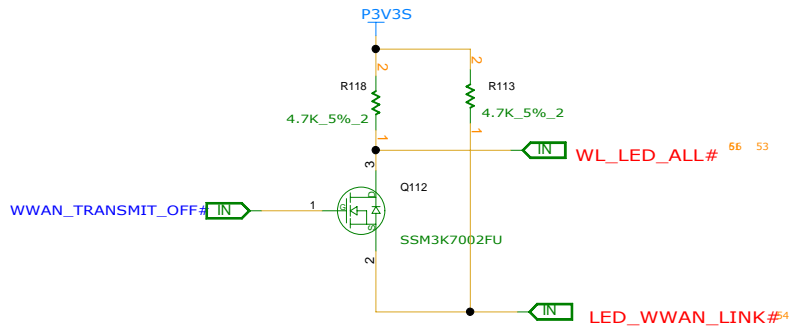 P3V3S
2
2
R118
R113
4.7K_5%_2
4.7K_5%_2
1
1
IN
WL_LED_ALL#
53
3
Q112
G
D
S
WWAN_TRANSMIT_OFF#
IN
1
SSM3K7002FU
2
IN
LED_WWAN_LINK#
54